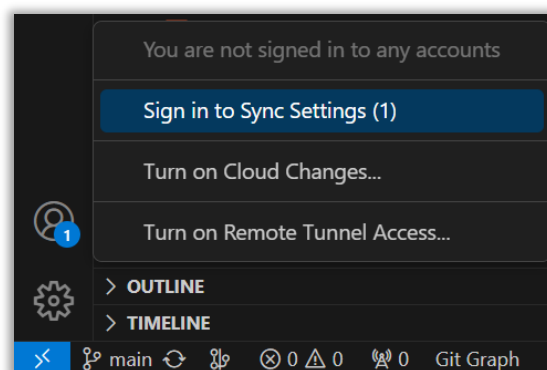 You are not signed in to any accounts
Sign in to Sync Settings (1)
Turn on Cloud Changes...
1
Turn on Remote Tunnel Access...
OUTLINE
TIMELINE
main 0 0 0 Git Graph